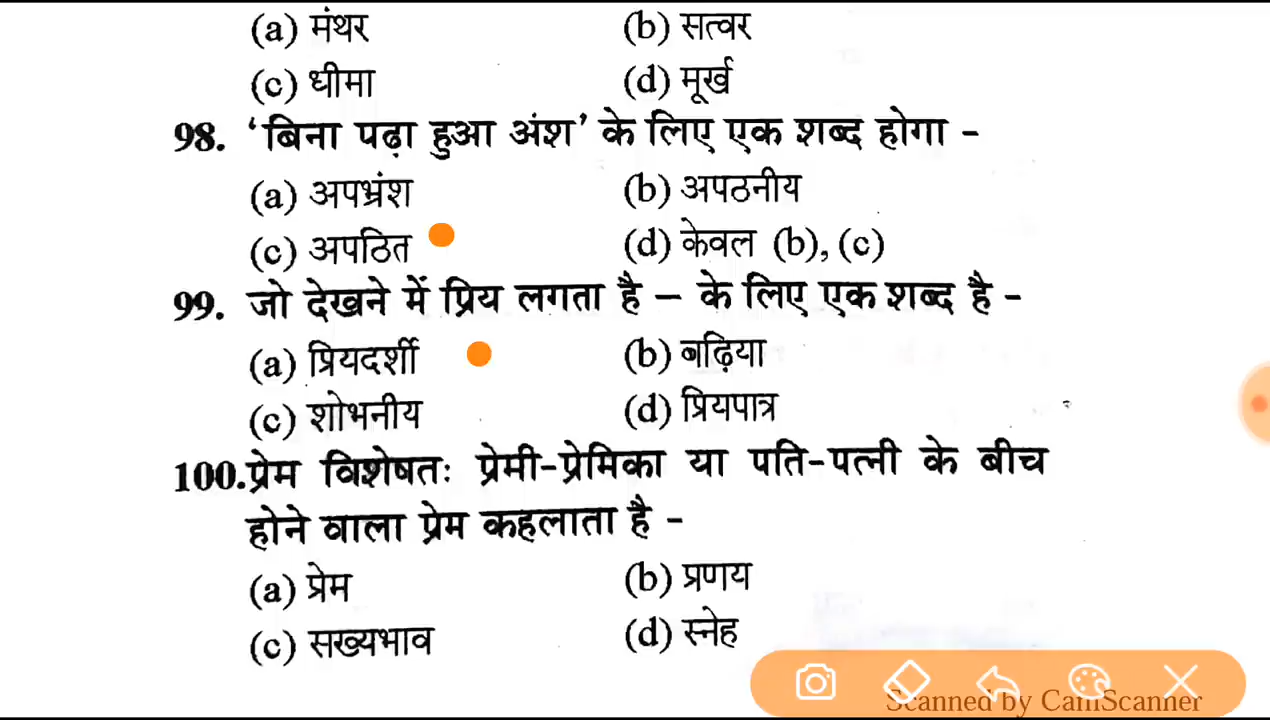 (a) मंथर (b) सत्वर
(c) धीमा (d) मूर्ख
98. 'बिना पढ़ा हुआ अंश' के लिए एक शब्द होगा -
(a) अपभ्रंश (b) अपठनीय
(c) अपठित (d) केवल (b), (c)
99. जो देखने में प्रिय लगता है – के लिए एक शब्द है -
(a) प्रियदर्शी (b) बढ़िया
(c) शोभनीय (d) प्रियपात्र
100. प्रेम विशेषतः प्रेमी-प्रेमिका या पति-पत्नी के बीच
होने वाला प्रेम कहलाता है -
(a) प्रेम (b) प्रणय
(c) सख्यभाव (d) स्नेह
Scanned by CamScanner